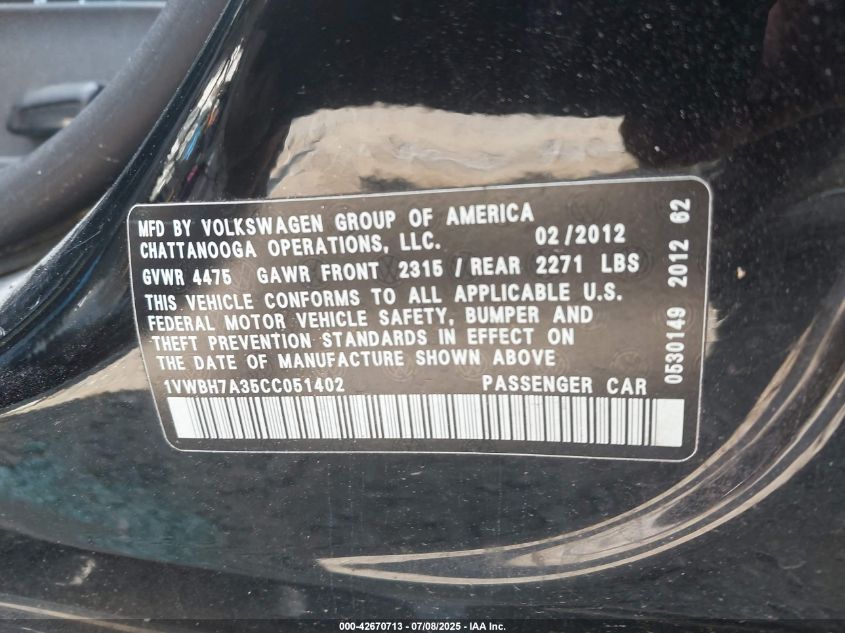 MFD BY VOLKSWAGEN GROUP OF AMERICA
CHATTANOOGA OPERATIONS, LLC. 02/2012
GVWR 4475 GAWR FRONT 2315 / REAR 2271 LBS
THIS VEHICLE CONFORMS TO ALL APPLICABLE U.S.
FEDERAL MOTOR VEHICLE SAFETY, BUMPER AND
THEFT PREVENTION STANDARDS IN EFFECT ON
THE DATE OF MANUFACTURE SHOWN ABOVE
1VWBH7A35CC051402 PASSENGER CAR
0530149 2012 62
000-42670713 - 07/08/2025 - IAA Inc.